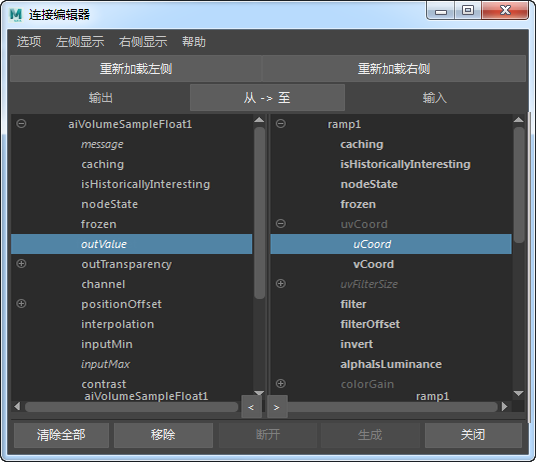 连接编辑器
选项 左侧显示 右侧显示 帮助
重新加载左侧 重新加载右侧
输出 从 -> 至 输入
aiVolumeSampleFloat1
message
caching
isHistoricallyInteresting
nodeState
frozen
outValue
outTransparency
channel
positionOffset
interpolation
inputMin
inputMax
contrast
aiVolumeSampleFloat1
ramp1
caching
isHistoricallyInteresting
nodeState
frozen
uvCoord
uCoord
vCoord
uvFilterSize
filter
filterOffset
invert
alphaIsLuminance
colorGain
ramp1
< >
清除全部 移除 断开 生成 关闭